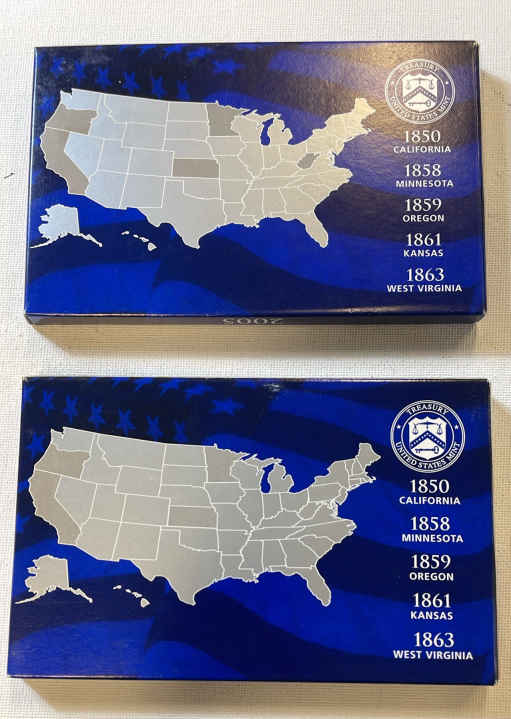 TREASURY
UNITED STATES MINT
1850
CALIFORNIA
1858
MINNESOTA
1859
OREGON
1861
KANSAS
1863
WEST VIRGINIA
2005
TREASURY
UNITED STATES MINT
1850
CALIFORNIA
1858
MINNESOTA
1859
OREGON
1861
KANSAS
1863
WEST VIRGINIA